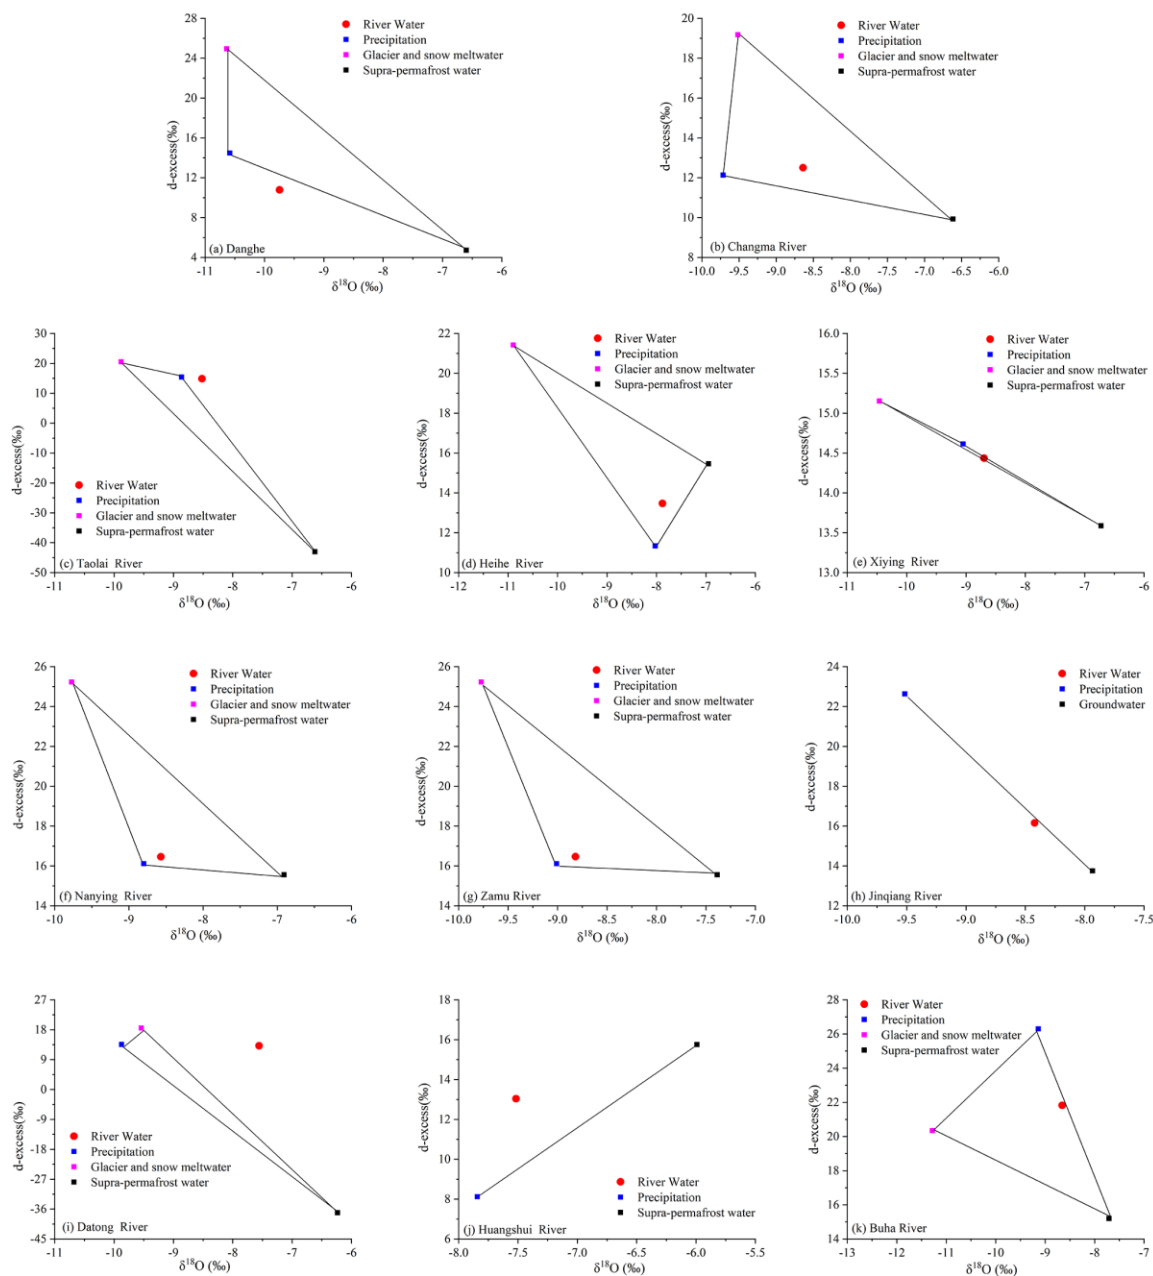 28
24
20
16
12
8
4
d-excess(‰)
River Water
Precipitation
Glacier and snow meltwater
Supra-permafrost water
(a) Danghe
-11 -10 -9 -8 -7 -6
δ18O (‰)
20
18
16
14
12
10
8
d-excess(‰)
River Water
Precipitation
Glacier and snow meltwater
Supra-permafrost water
(b) Changma River
-10.0 -9.5 -9.0 -8.5 -8.0 -7.5 -7.0 -6.5 -6.0
δ18O (‰)
30
20
10
0
-10
-20
-30
-40
-50
d-excess(‰)
River Water
Precipitation
Glacier and snow meltwater
Supra-permafrost water
(c) Taolai River
-11 -10 -9 -8 -7 -6
δ18O (‰)
22
20
18
16
14
12
10
d-excess(‰)
River Water
Precipitation
Glacier and snow meltwater
Supra-permafrost water
(d) Heihe River
-12 -11 -10 -9 -8 -7 -6
δ18O (‰)
16.0
15.5
15.0
14.5
14.0
13.5
13.0
d-excess(‰)
River Water
Precipitation
Glacier and snow meltwater
Supra-permafrost water
(e) Xiying River
-11 -10 -9 -8 -7 -6
δ18O (‰)
26
24
22
20
18
16
14
d-excess(‰)
River Water
Precipitation
Glacier and snow meltwater
Supra-permafrost water
(f) Nanying River
-10 -9 -8 -7 -6
δ18O (‰)
26
24
22
20
18
16
14
d-excess(‰)
River Water
Precipitation
Glacier and snow meltwater
Supra-permafrost water
(g) Zamu River
-10.0 -9.5 -9.0 -8.5 -8.0 -7.5 -7.0
δ18O (‰)
24
22
20
18
16
14
12
d-excess(‰)
River Water
Precipitation
Groundwater
(h) Jinqiang River
-10.0 -9.5 -9.0 -8.5 -8.0 -7.5
δ18O (‰)
27
18
9
0
-9
-18
-27
-36
-45
d-excess(‰)
River Water
Precipitation
Glacier and snow meltwater
Supra-permafrost water
(i) Datong River
-11 -10 -9 -8 -7 -6
δ18O (‰)
18
16
14
12
10
8
6
d-excess(‰)
River Water
Precipitation
Supra-permafrost water
(j) Huangshui River
-8.0 -7.5 -7.0 -6.5 -6.0 -5.5
δ18O (‰)
28
26
24
22
20
18
16
14
d-excess(‰)
River Water
Precipitation
Glacier and snow meltwater
Supra-permafrost water
(k) Buha River
-13 -12 -11 -10 -9 -8 -7
δ18O (‰)